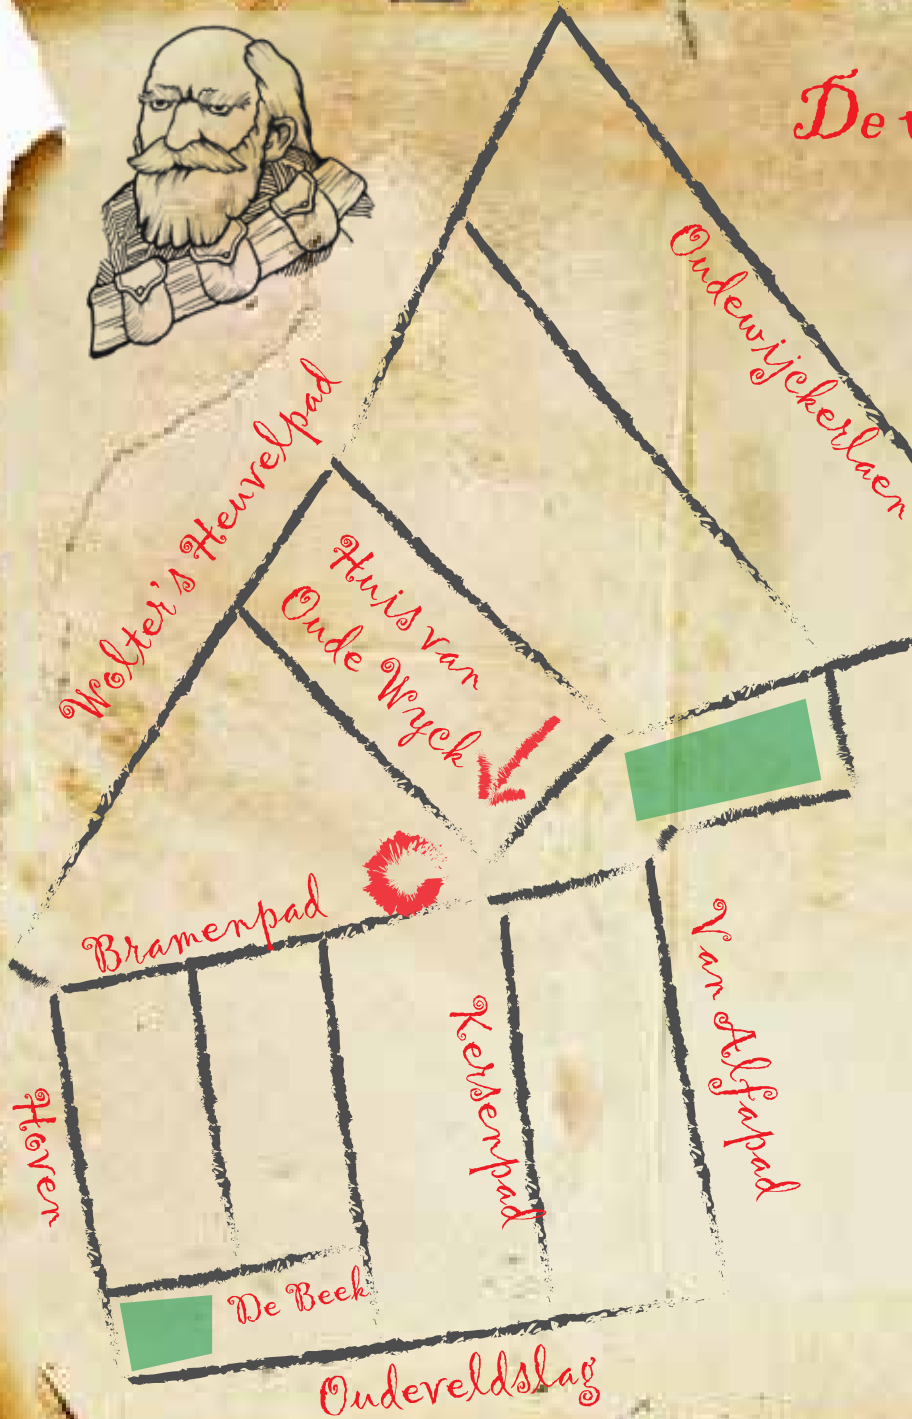 De
Oudewijckerlaen
Wolter's Heuvelpad
Huis van
Oude Wyck
Bramenpad
Kersenpad
Van Alfapad
Hoven
De Beek
Oudeveldslag